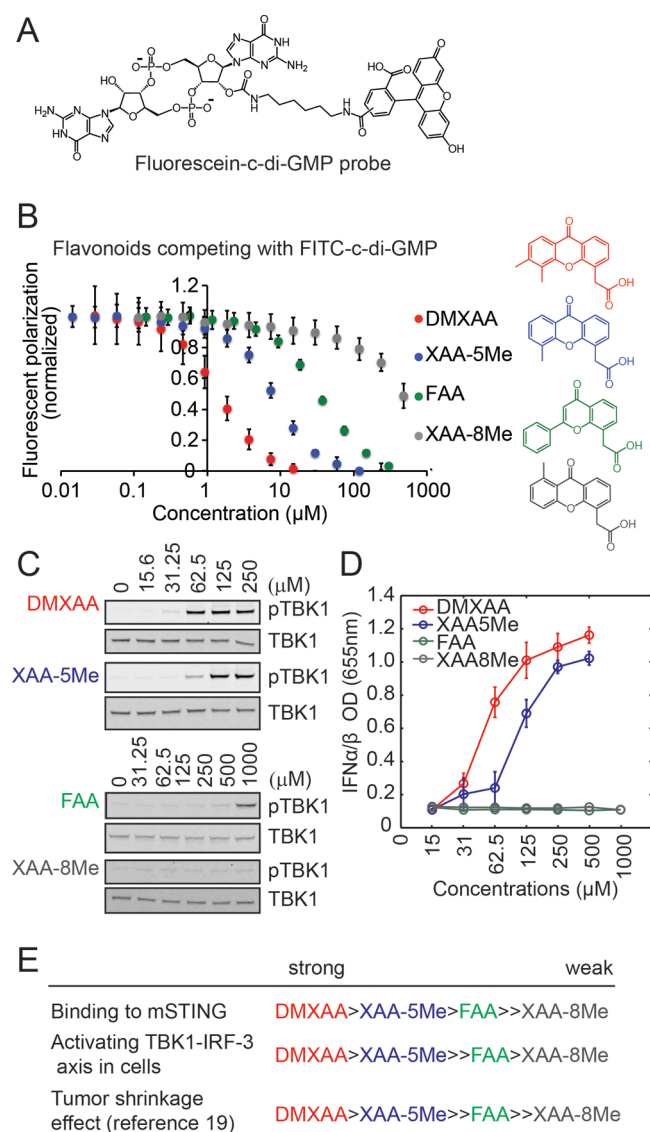 A
Fluorescein-c-di-GMP probe
B
Flavonoids competing with FITC-c-di-GMP
Fluorescent polarization
(normalized)
1.2
1.0
0.8
0.6
0.4
0.2
0
0.01 0.1 1 10 100 1000
Concentration (µM)
DMXAA
XAA-5Me
FAA
XAA-8Me
C
0 15.6 31.25 62.5 125 250 (µM)
DMXAA pTBK1
TBK1
XAA-5Me pTBK1
TBK1
0 31.25 62.5 125 250 500 1000 (µM)
FAA pTBK1
TBK1
XAA-8Me pTBK1
TBK1
D
IFNα/β OD (655nm)
1.4
1.2
1.0
0.8
0.6
0.4
0.2
0
DMXAA
XAA5Me
FAA
XAA8Me
0 15 31 62.5 125 250 500 1000
Concentrations (µM)
E
strong weak
Binding to mSTING DMXAA>XAA-5Me>FAA>>XAA-8Me
Activating TBK1-IRF-3
axis in cells DMXAA>XAA-5Me>>FAA>XAA-8Me
Tumor shrinkage
effect (reference 19) DMXAA>XAA-5Me>>FAA>>XAA-8Me